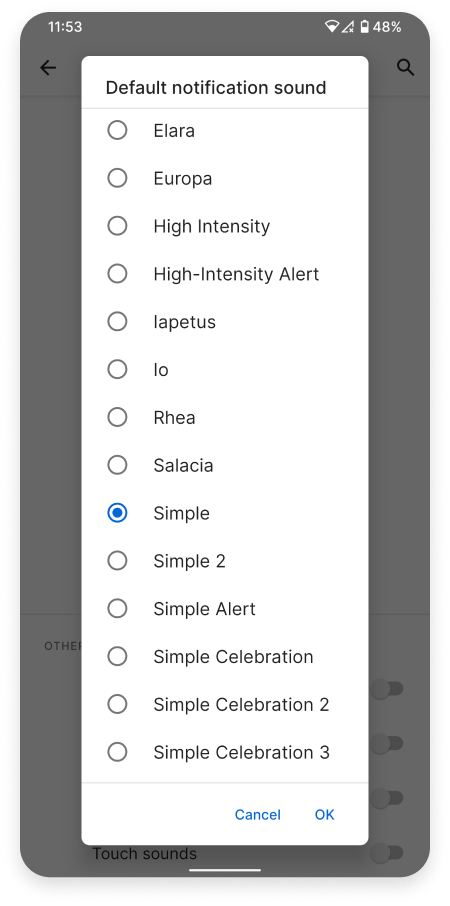 11:53
48%
Default notification sound
Elara
Europa
High Intensity
High-Intensity Alert
Iapetus
Io
Rhea
Salacia
Simple
Simple 2
Simple Alert
Simple Celebration
Simple Celebration 2
Simple Celebration 3
OTHER
Cancel OK
Touch sounds